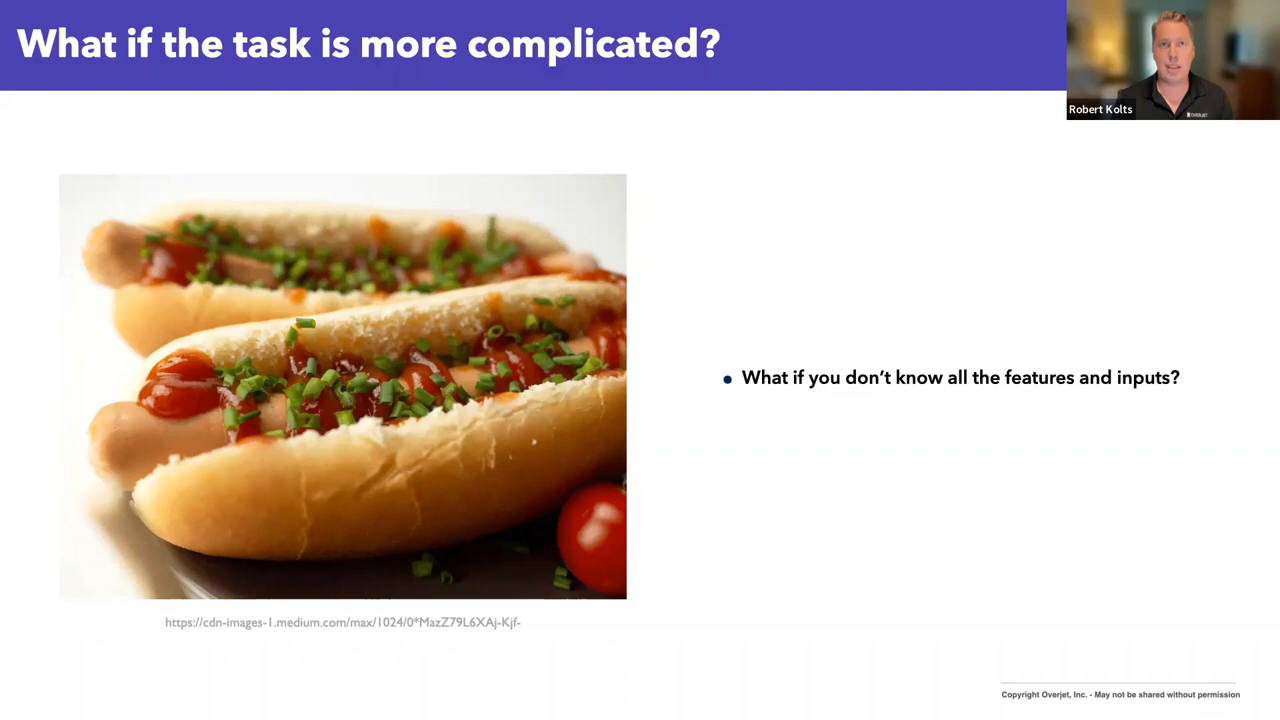 What if the task is more complicated?
Robert Kolts
OVERJET
• What if you don’t know all the features and inputs?
https://cdn-images-1.medium.com/max/1024/0*MazZ79L6XAj-Kjf-
Copyright Overjet, Inc. - May not be shared without permission